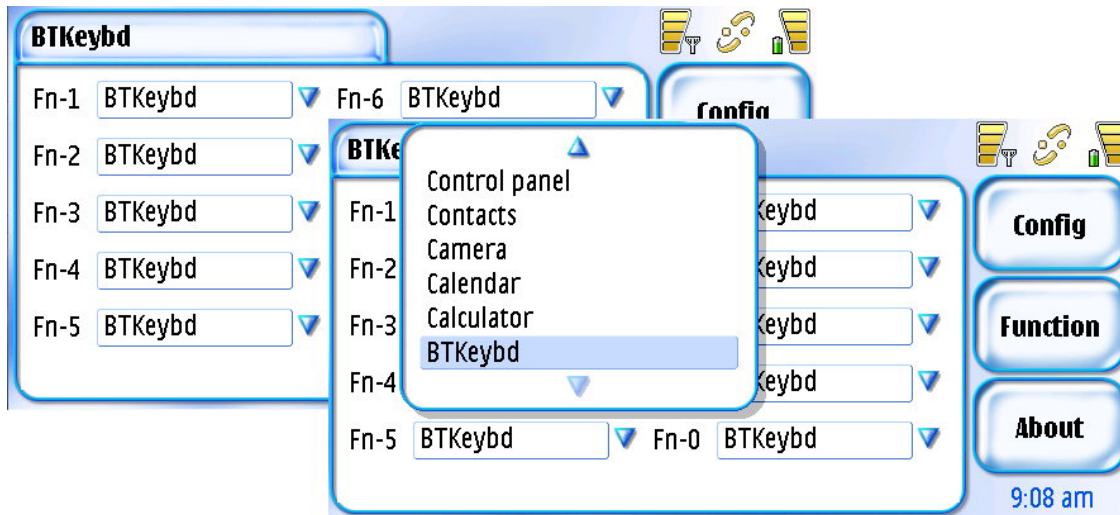 BTKeybd
Fn-1 BTKeybd Fn-6 BTKeybd
Config
Fn-2 BTKeybd
Fn-3 BTKeybd
Fn-4 BTKeybd
Fn-5 BTKeybd
BTKe
Control panel
Contacts
Camera
Calendar
Calculator
BTKeybd
Fn-1 Keybd
Fn-2 Keybd
Fn-3 Keybd
Fn-4 Keybd
Fn-5 BTKeybd Fn-0 BTKeybd
Config
Function
About
9:08 am